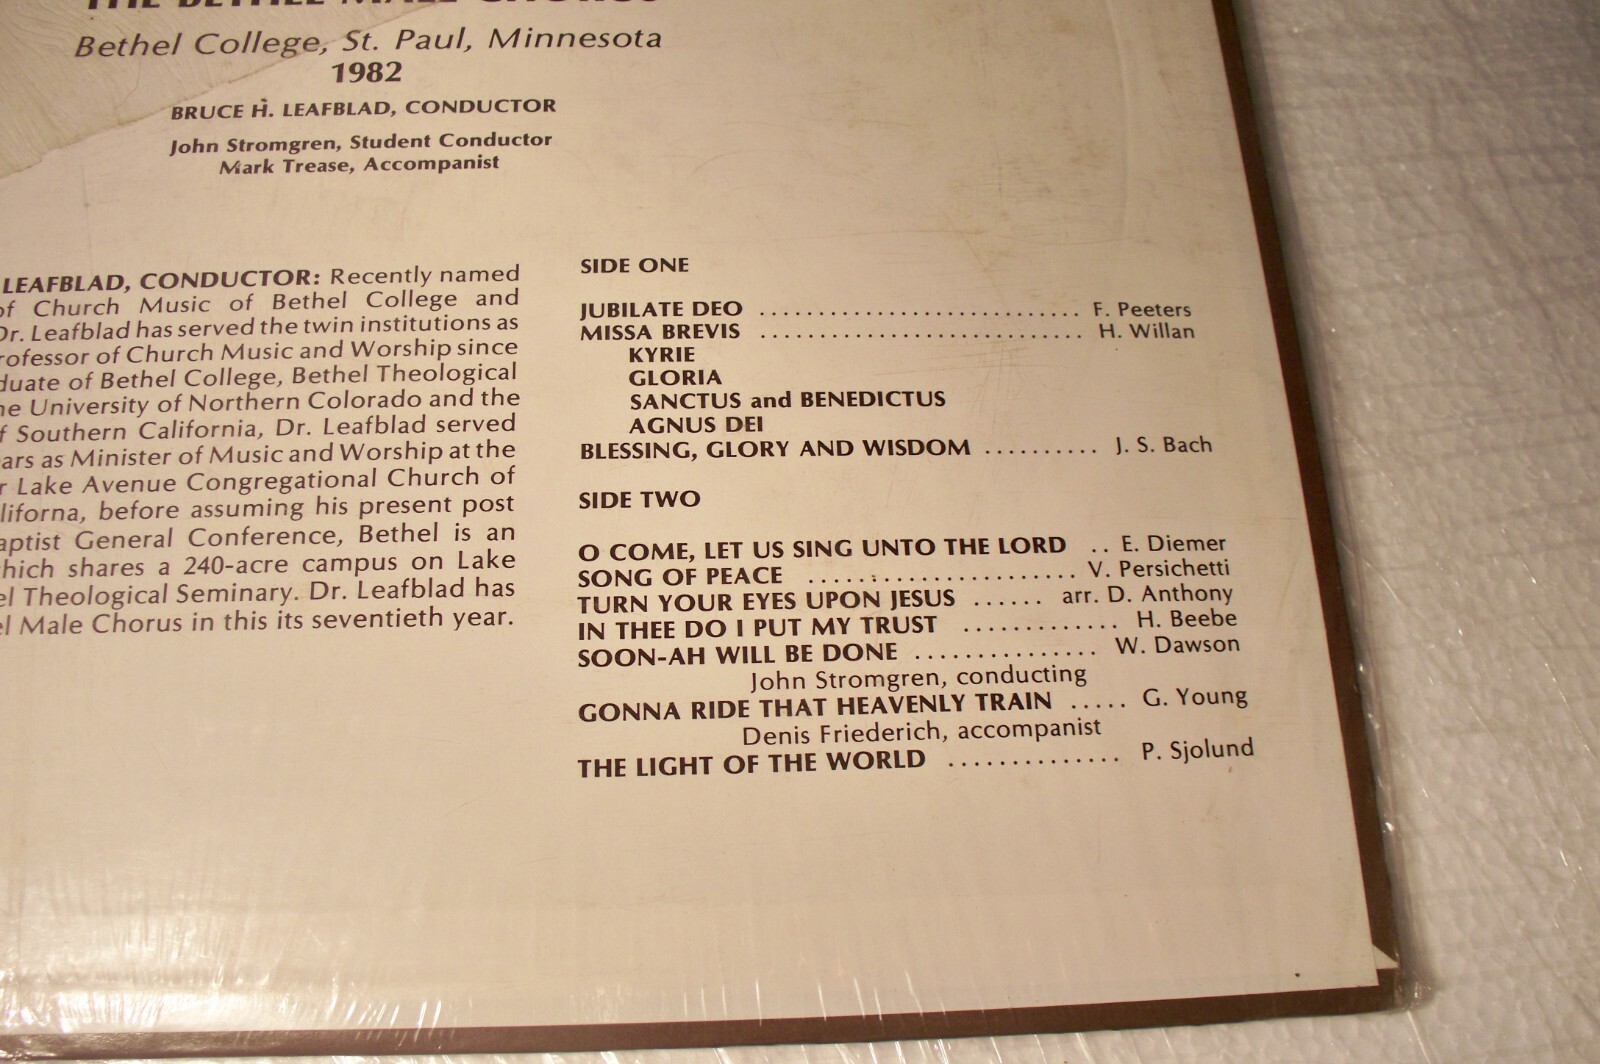 THE BETHEL MALE CHORUS
Bethel College, St. Paul, Minnesota
1982
BRUCE H. LEAFBLAD, CONDUCTOR
John Stromgren, Student Conductor
Mark Trease, Accompanist
LEAFBLAD, CONDUCTOR: Recently named
of Church Music of Bethel College and
Dr. Leafblad has served the twin institutions as
rofessor of Church Music and Worship since
duate of Bethel College, Bethel Theological
he University of Northern Colorado and the
f Southern California, Dr. Leafblad served
ears as Minister of Music and Worship at the
r Lake Avenue Congregational Church of
liforna, before assuming his present post
aptist General Conference, Bethel is an
hich shares a 240-acre campus on Lake
el Theological Seminary. Dr. Leafblad has
el Male Chorus in this its seventieth year.
SIDE ONE
JUBILATE DEO ............................ F. Peeters
MISSA BREVIS ............................ H. Willan
KYRIE
GLORIA
SANCTUS and BENEDICTUS
AGNUS DEI
BLESSING, GLORY AND WISDOM .......... J. S. Bach
SIDE TWO
O COME, LET US SING UNTO THE LORD .. E. Diemer
SONG OF PEACE ....................... V. Persichetti
TURN YOUR EYES UPON JESUS ...... arr. D. Anthony
IN THEE DO I PUT MY TRUST ............. H. Beebe
SOON-AH WILL BE DONE ................ W. Dawson
John Stromgren, conducting
GONNA RIDE THAT HEAVENLY TRAIN ..... G. Young
Denis Friederich, accompanist
THE LIGHT OF THE WORLD .............. P. Sjolund